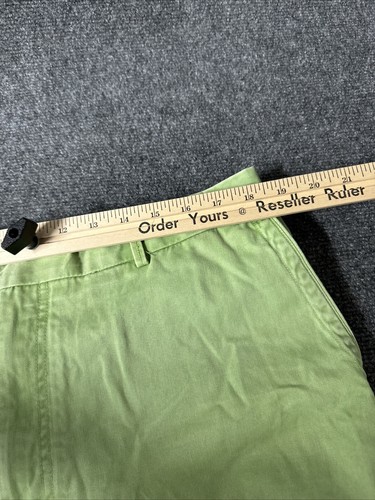 12 13 14 15 16 17 18 19 20 21
Order Yours @ Reseller Ruler